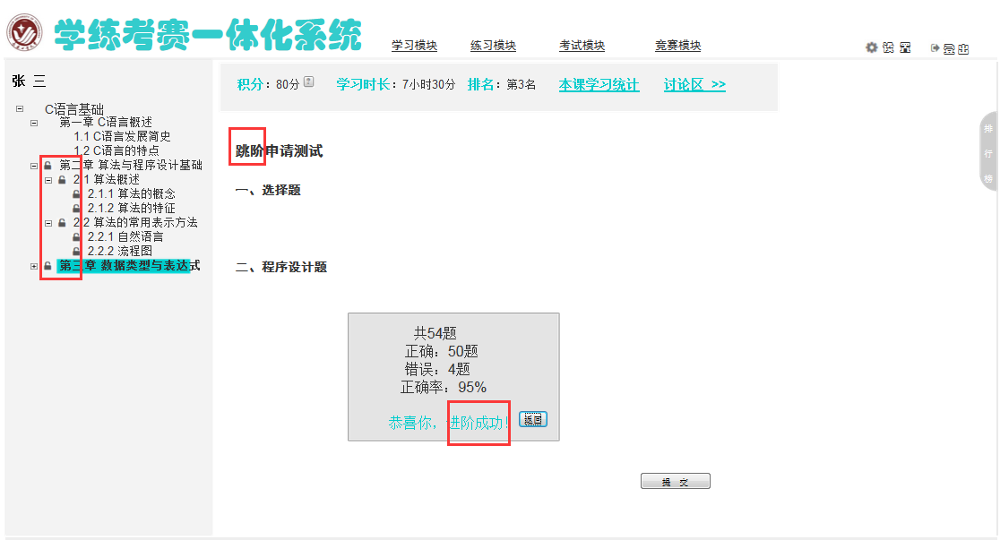 学练考赛一体化系统
学习模块 练习模块 考试模块 竞赛模块 设置 登出
张 三
积分：80分 学习时长：7小时30分 排名：第3名 本课学习统计 讨论区 >>
C语言基础
第一章 C语言概述
1.1 C语言发展简史
1.2 C语言的特点
第二章 算法与程序设计基础
2.1 算法概述
2.1.1 算法的概念
2.1.2 算法的特征
2.2 算法的常用表示方法
2.2.1 自然语言
2.2.2 流程图
第三章 数据类型与表达式
跳阶申请测试
一、选择题
二、程序设计题
共54题
正确：50题
错误：4题
正确率：95%
恭喜你，进阶成功! 返回
提 交
排
行
榜